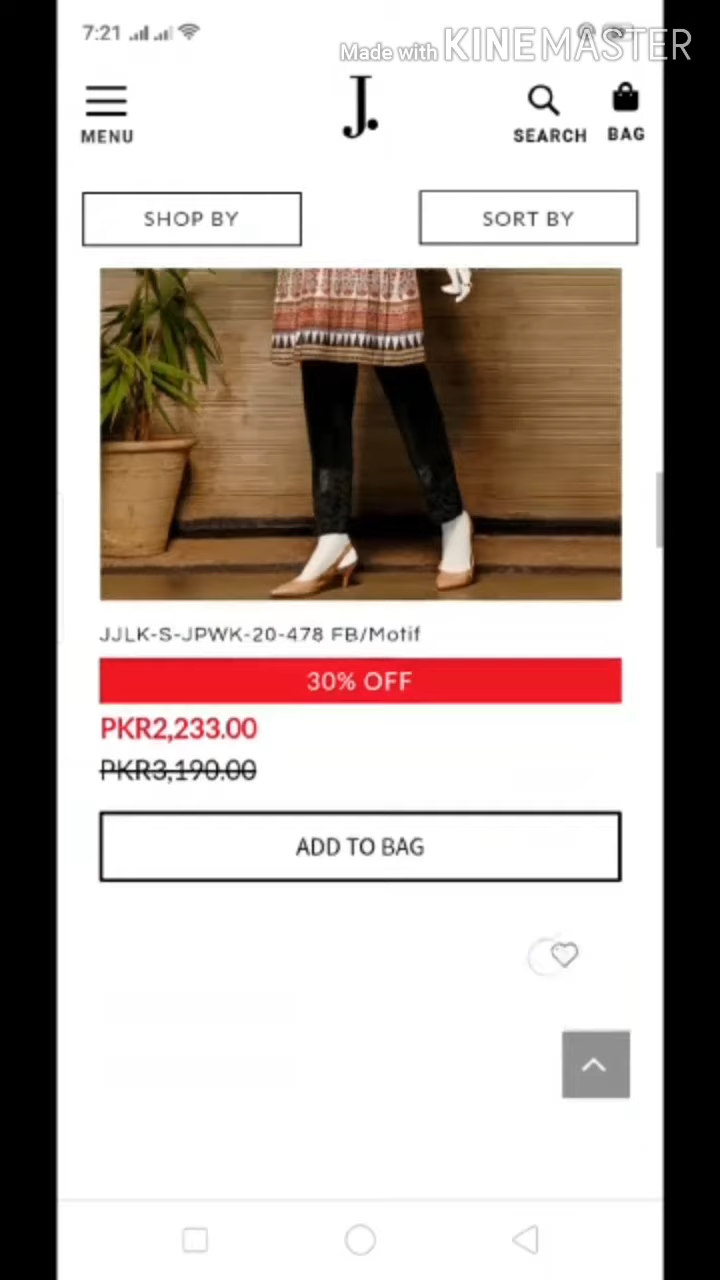 7:21
Made with KINEMASTER
MENU
J.
SEARCH
BAG
SHOP BY
SORT BY
JJLK-S-JPWK-20-478 FB/Motif
30% OFF
PKR2,233.00
PKR3,190.00
ADD TO BAG